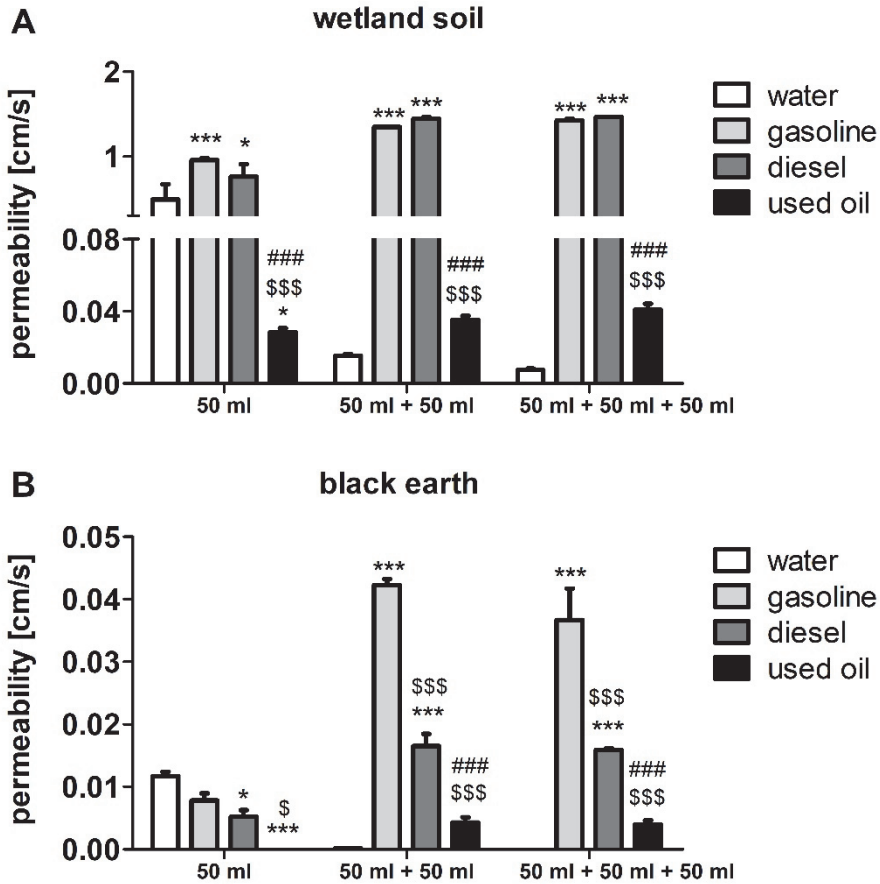 A
wetland soil
permeability [cm/s]
2
1
0.08
0.04
0.00
***
*
###
$$$
*
***
***
###
$$$
***
***
###
$$$
50 ml
50 ml + 50 ml
50 ml + 50 ml + 50 ml
water
gasoline
diesel
used oil
B
black earth
permeability [cm/s]
0.05
0.04
0.03
0.02
0.01
0.00
*
$
***
***
$$$
***
###
$$$
***
$$$
***
###
$$$
50 ml
50 ml + 50 ml
50 ml + 50 ml + 50 ml
water
gasoline
diesel
used oil